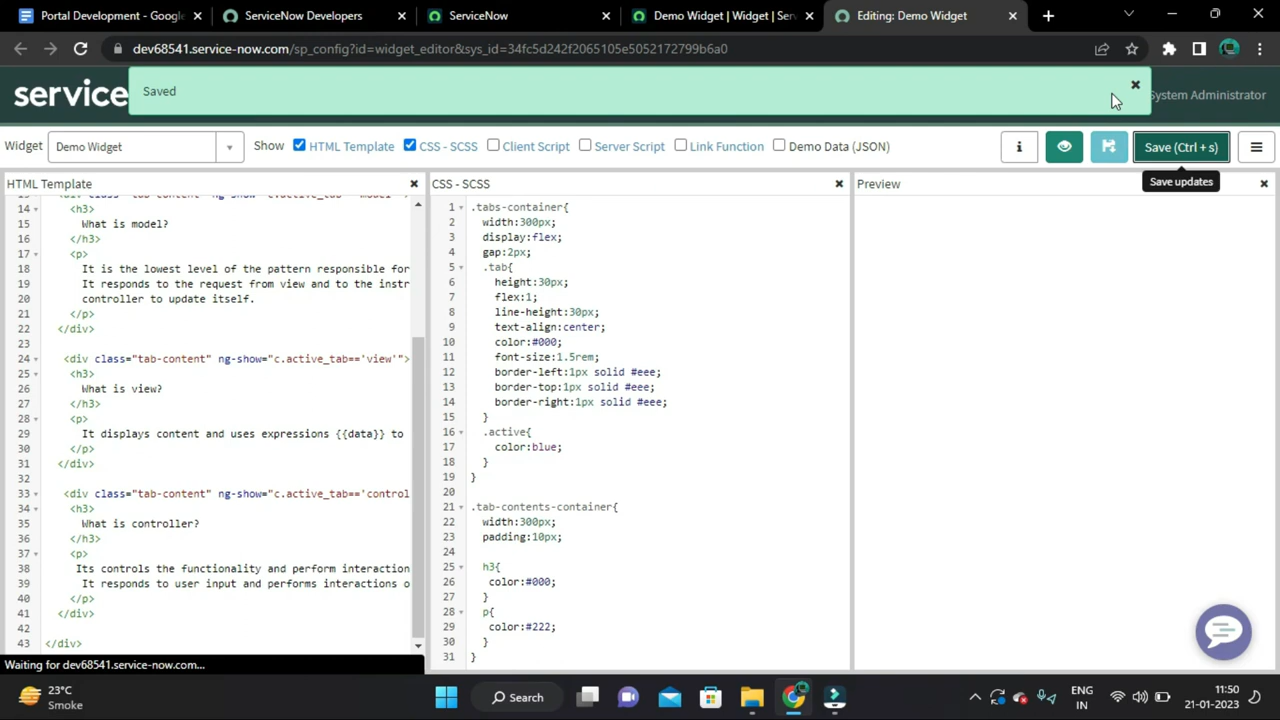 Portal Development - Google
ServiceNow Developers
ServiceNow
Demo Widget | Widget | Serv
Editing: Demo Widget
dev68541.service-now.com/sp_config?id=widget_editor&sys_id=34fc5d242f2065105e5052172799b6a0
service
Saved
System Administrator
Widget
Demo Widget
Show
HTML Template
CSS - SCSS
Client Script
Server Script
Link Function
Demo Data (JSON)
Save (Ctrl + s)
Save updates
HTML Template
14 <h3>
15 What is model?
16 </h3>
17 <p>
18 It is the lowest level of the pattern responsible for
19 It responds to the request from view and to the instr
20 controller to update itself.
21 </p>
22 </div>
23
24 <div class="tab-content" ng-show="c.active_tab=='view'">
25 <h3>
26 What is view?
27 </h3>
28 <p>
29 It displays content and uses expressions {{data}} to
30 </p>
31 </div>
32
33 <div class="tab-content" ng-show="c.active_tab=='control
34 <h3>
35 What is controller?
36 </h3>
37 <p>
38 Its controls the functionality and perform interaction
39 It responds to user input and performs interactions o
40 </p>
41 </div>
42
43 </div>
CSS - SCSS
1 .tabs-container{
2 width:300px;
3 display:flex;
4 gap:2px;
5 .tab{
6 height:30px;
7 flex:1;
8 line-height:30px;
9 text-align:center;
10 color:#000;
11 font-size:1.5rem;
12 border-left:1px solid #eee;
13 border-top:1px solid #eee;
14 border-right:1px solid #eee;
15 }
16 .active{
17 color:blue;
18 }
19 }
20
21 .tab-contents-container{
22 width:300px;
23 padding:10px;
24
25 h3{
26 color:#000;
27 }
28 p{
29 color:#222;
30 }
31 }
Preview
Waiting for dev68541.service-now.com...
23°C
Smoke
Search
ENG
IN
11:50
21-01-2023